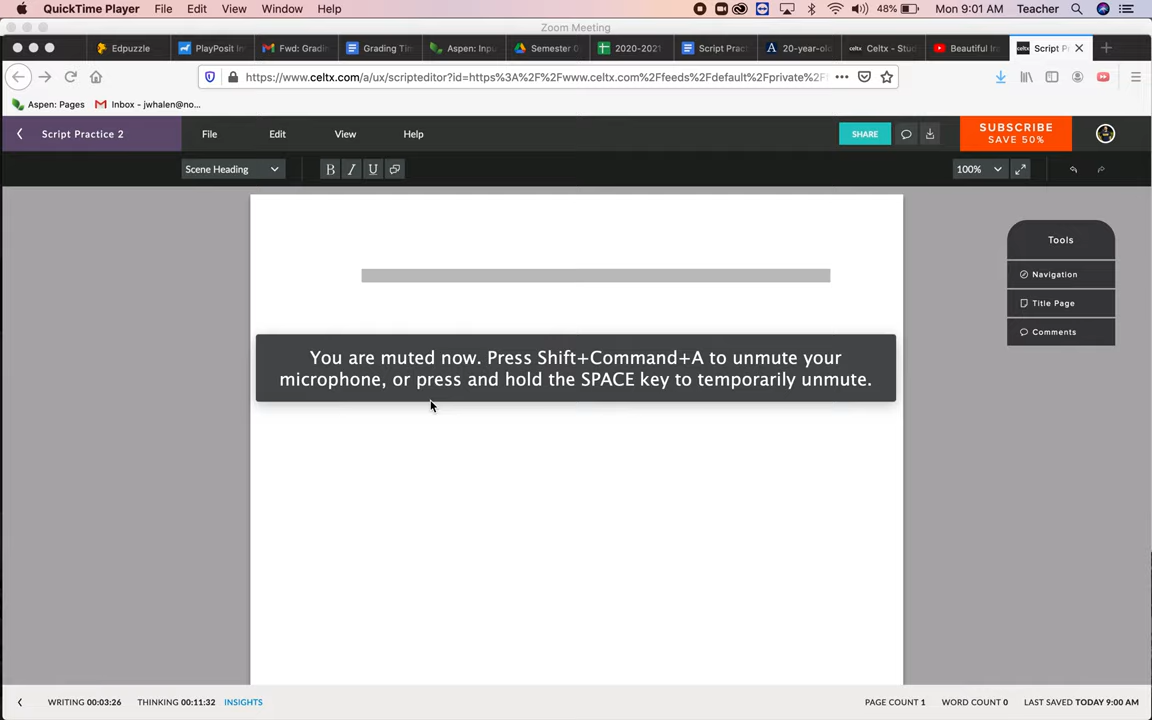 QuickTime Player File Edit View Window Help 48% Mon 9:01 AM Teacher
Zoom Meeting
Edpuzzle PlayPosit In Fwd: Gradin Grading Tim Aspen: Inpu Semester 2020-2021 Script Prac 20-year-old Celtx - Stud Beautiful In Script P
https://www.celtx.com/a/ux/scripteditor?id=https%3A%2F%2Fwww.celtx.com%2Ffeeds%2Fdefault%2Fprivate%2F
Aspen: Pages Inbox - jwhalen@no...
Script Practice 2 File Edit View Help SHARE SUBSCRIBE
SAVE 50%
Scene Heading B I U 100%
Tools
Navigation
Title Page
Comments
You are muted now. Press Shift+Command+A to unmute your
microphone, or press and hold the SPACE key to temporarily unmute.
WRITING 00:03:26 THINKING 00:11:32 INSIGHTS PAGE COUNT 1 WORD COUNT 0 LAST SAVED TODAY 9:00 AM